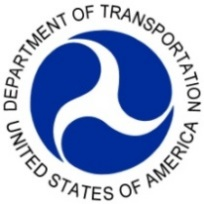 DEPARTMENT OF TRANSPORTATION
UNITED STATES OF AMERICA